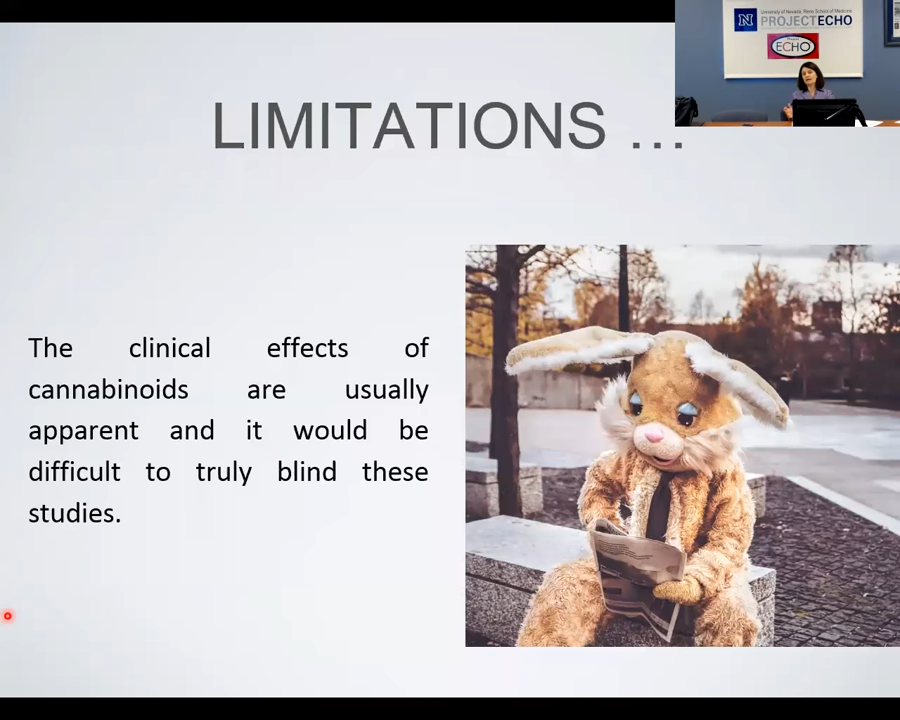 University of Nevada, Reno School of Medicine
N
PROJECT ECHO
ECHO
LIMITATIONS ...
The clinical effects of
cannabinoids are usually
apparent and it would be
difficult to truly blind these
studies.